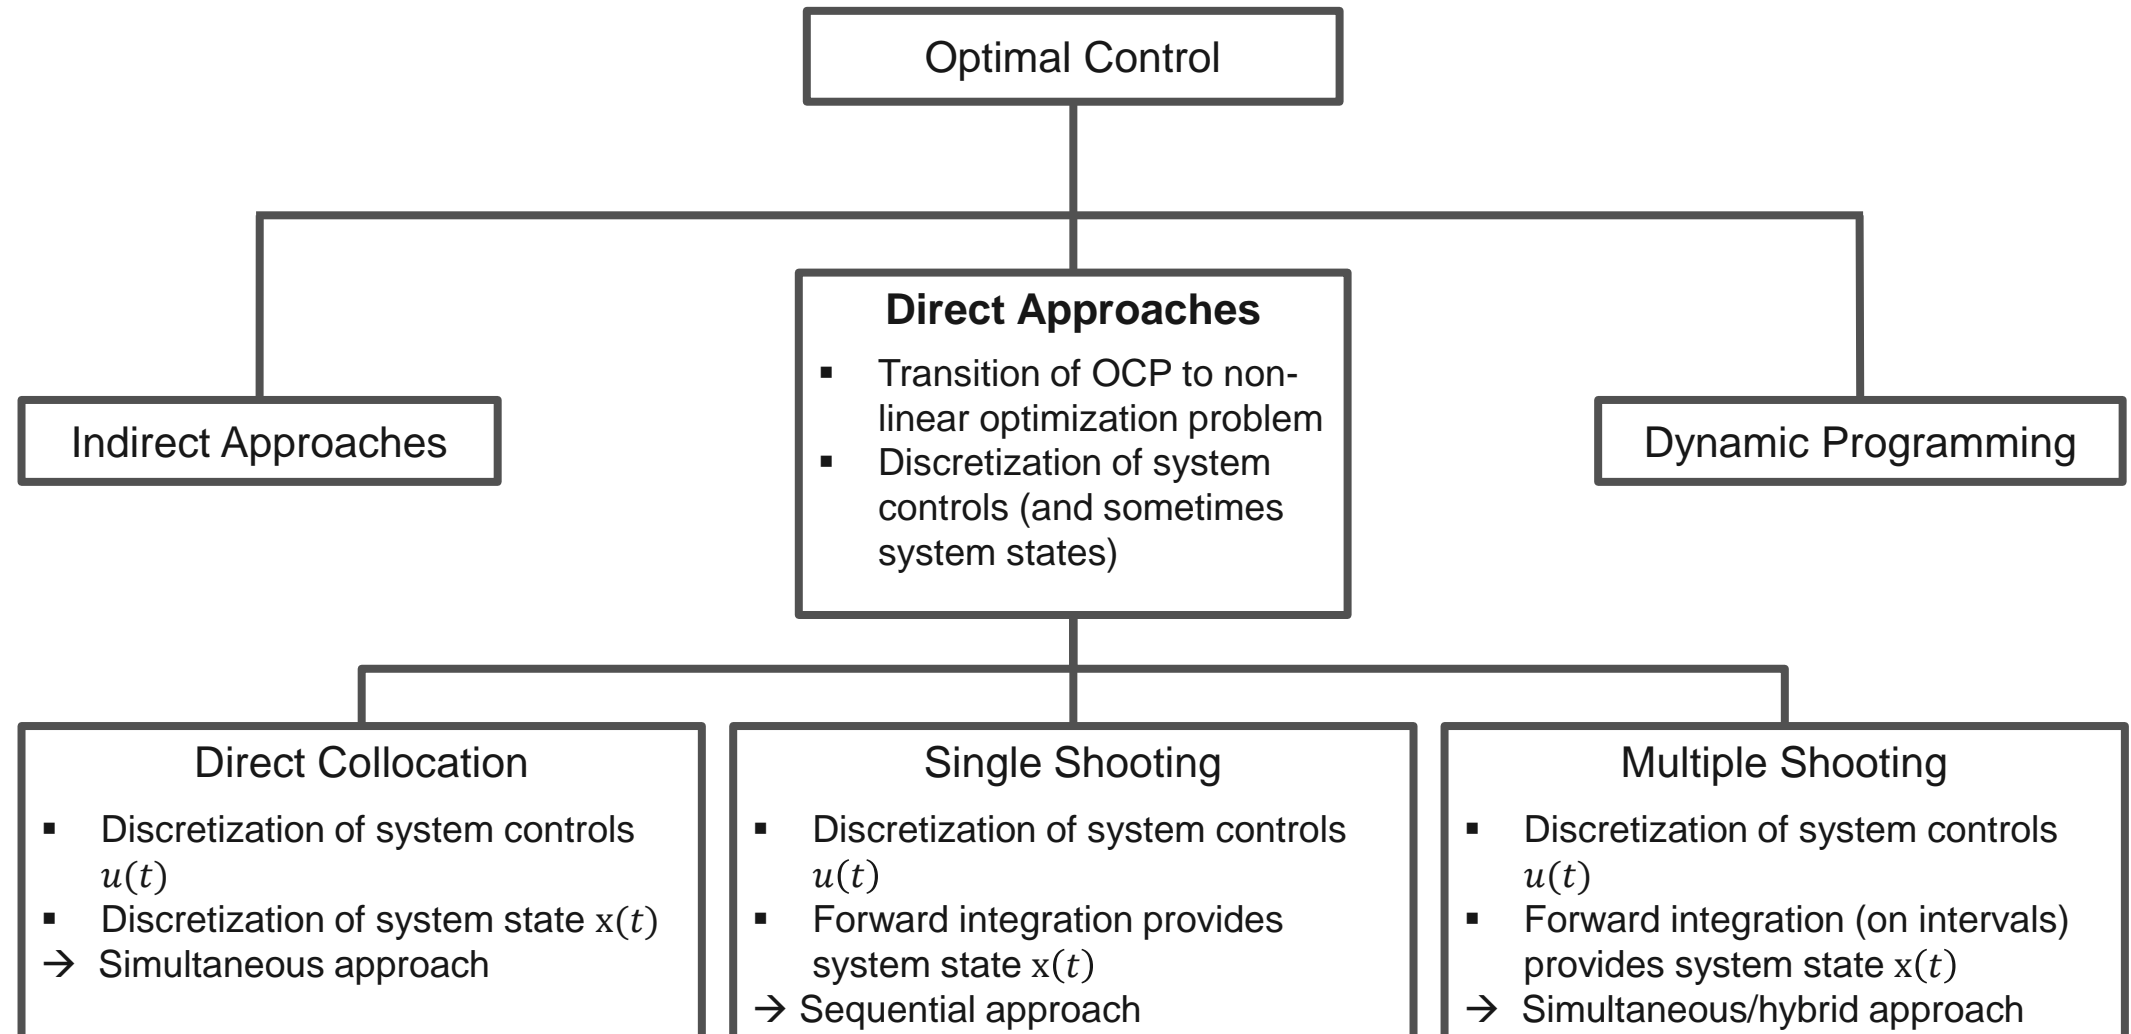 Optimal Control
Direct Approaches
▪ Transition of OCP to non-
linear optimization problem
▪ Discretization of system
controls (and sometimes
system states)
Indirect Approaches
Dynamic Programming
Direct Collocation
▪ Discretization of system controls
u(t)
▪ Discretization of system state x(t)
→ Simultaneous approach
Single Shooting
▪ Discretization of system controls
u(t)
▪ Forward integration provides
system state x(t)
→ Sequential approach
Multiple Shooting
▪ Discretization of system controls
u(t)
▪ Forward integration (on intervals)
provides system state x(t)
→ Simultaneous/hybrid approach